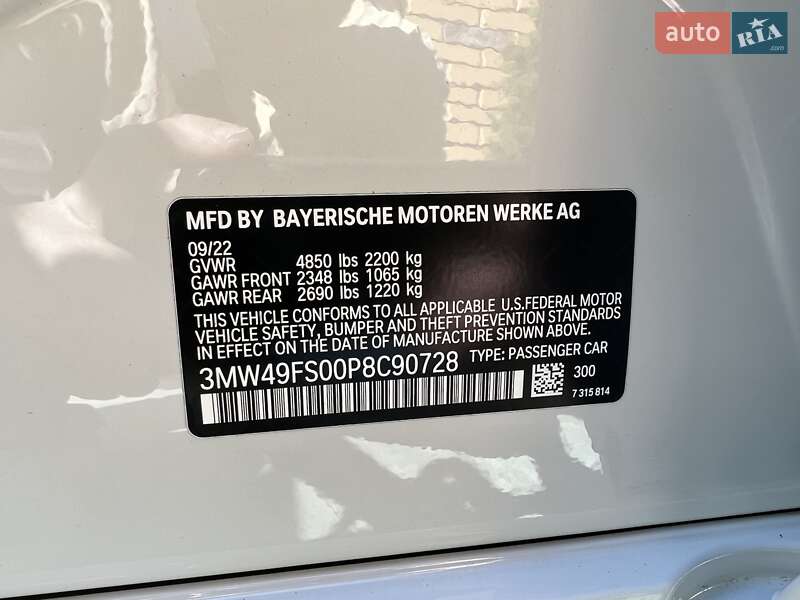 auto RIA.com
MFD BY BAYERISCHE MOTOREN WERKE AG
09/22
GVWR 4850 lbs 2200 kg
GAWR FRONT 2348 lbs 1065 kg
GAWR REAR 2690 lbs 1220 kg
THIS VEHICLE CONFORMS TO ALL APPLICABLE U.S.FEDERAL MOTOR
VEHICLE SAFETY, BUMPER AND THEFT PREVENTION STANDARDS
IN EFFECT ON THE DATE OF MANUFACTURE SHOWN ABOVE.
3MW49FS00P8C90728 TYPE: PASSENGER CAR
300
7 315 814